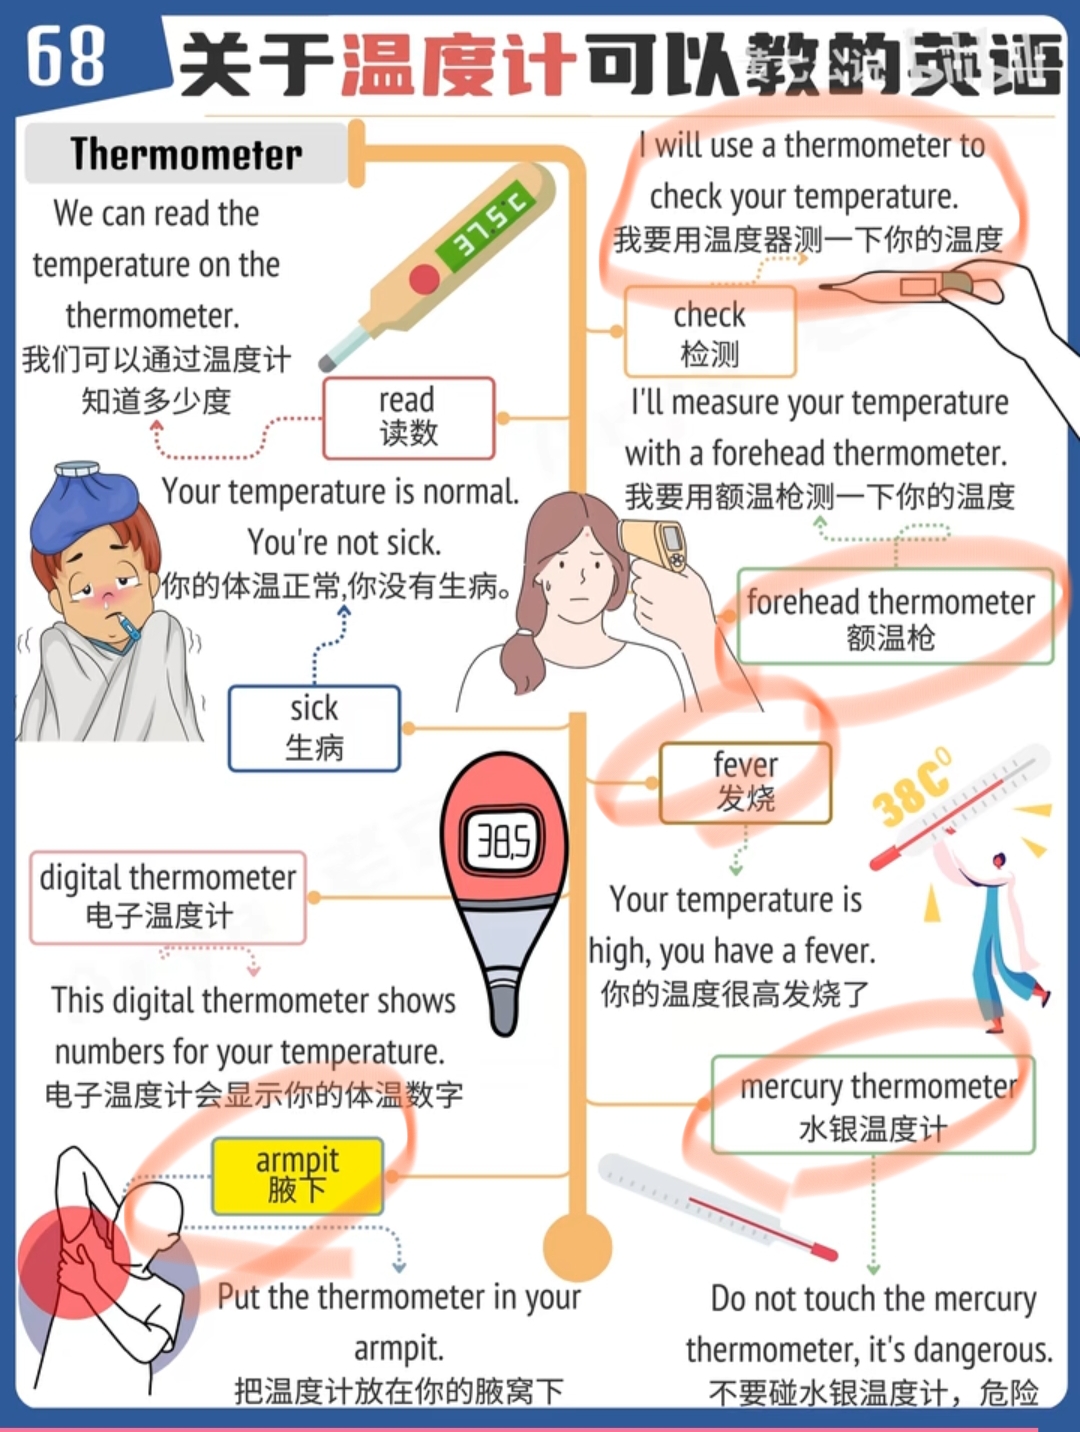 68
关于温度计可以教的英语
Thermometer
We can read the
temperature on the
thermometer.
我们可以通过温度计
知道多少度
37.5℃
read
读数
I will use a thermometer to
check your temperature.
我要用温度器测一下你的温度
check
检测
I'll measure your temperature
with a forehead thermometer.
我要用额温枪测一下你的温度
forehead thermometer
额温枪
Your temperature is normal.
You're not sick.
你的体温正常,你没有生病。
sick
生病
fever
发烧
38C⁰
Your temperature is
high, you have a fever.
你的温度很高发烧了
38,5
digital thermometer
电子温度计
This digital thermometer shows
numbers for your temperature.
电子温度计会显示你的体温数字
mercury thermometer
水银温度计
armpit
腋下
Put the thermometer in your
armpit.
把温度计放在你的腋窝下
Do not touch the mercury
thermometer, it's dangerous.
不要碰水银温度计，危险